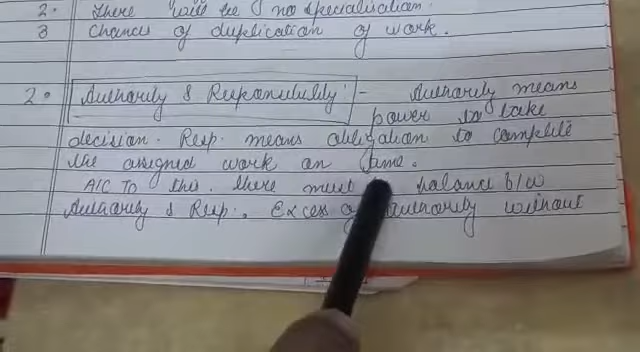 2. There will be no specialisation.
3 Chances of duplication of work.
2. Authority & Responsibility :- Authority means
power to take
decision. Resp. means obligation to complete
the assigned work on time.
A/C To this. there must balance b/w
Authority & Resp:. Excess of authority without